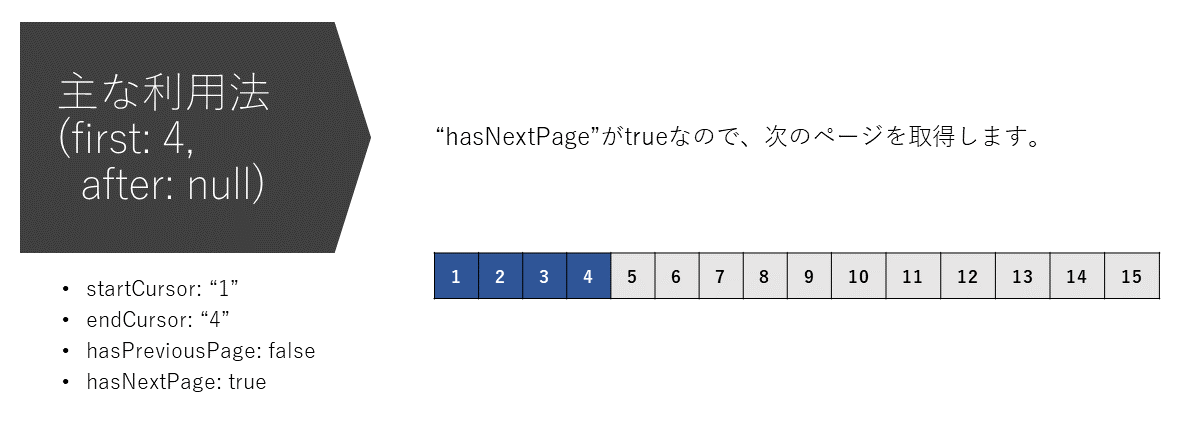 主な利用法
(first: 4,
after: null)
“hasNextPage”がtrueなので、次のページを取得します。
1 2 3 4 5 6 7 8 9 10 11 12 13 14 15
• startCursor: “1”
• endCursor: “4”
• hasPreviousPage: false
• hasNextPage: true